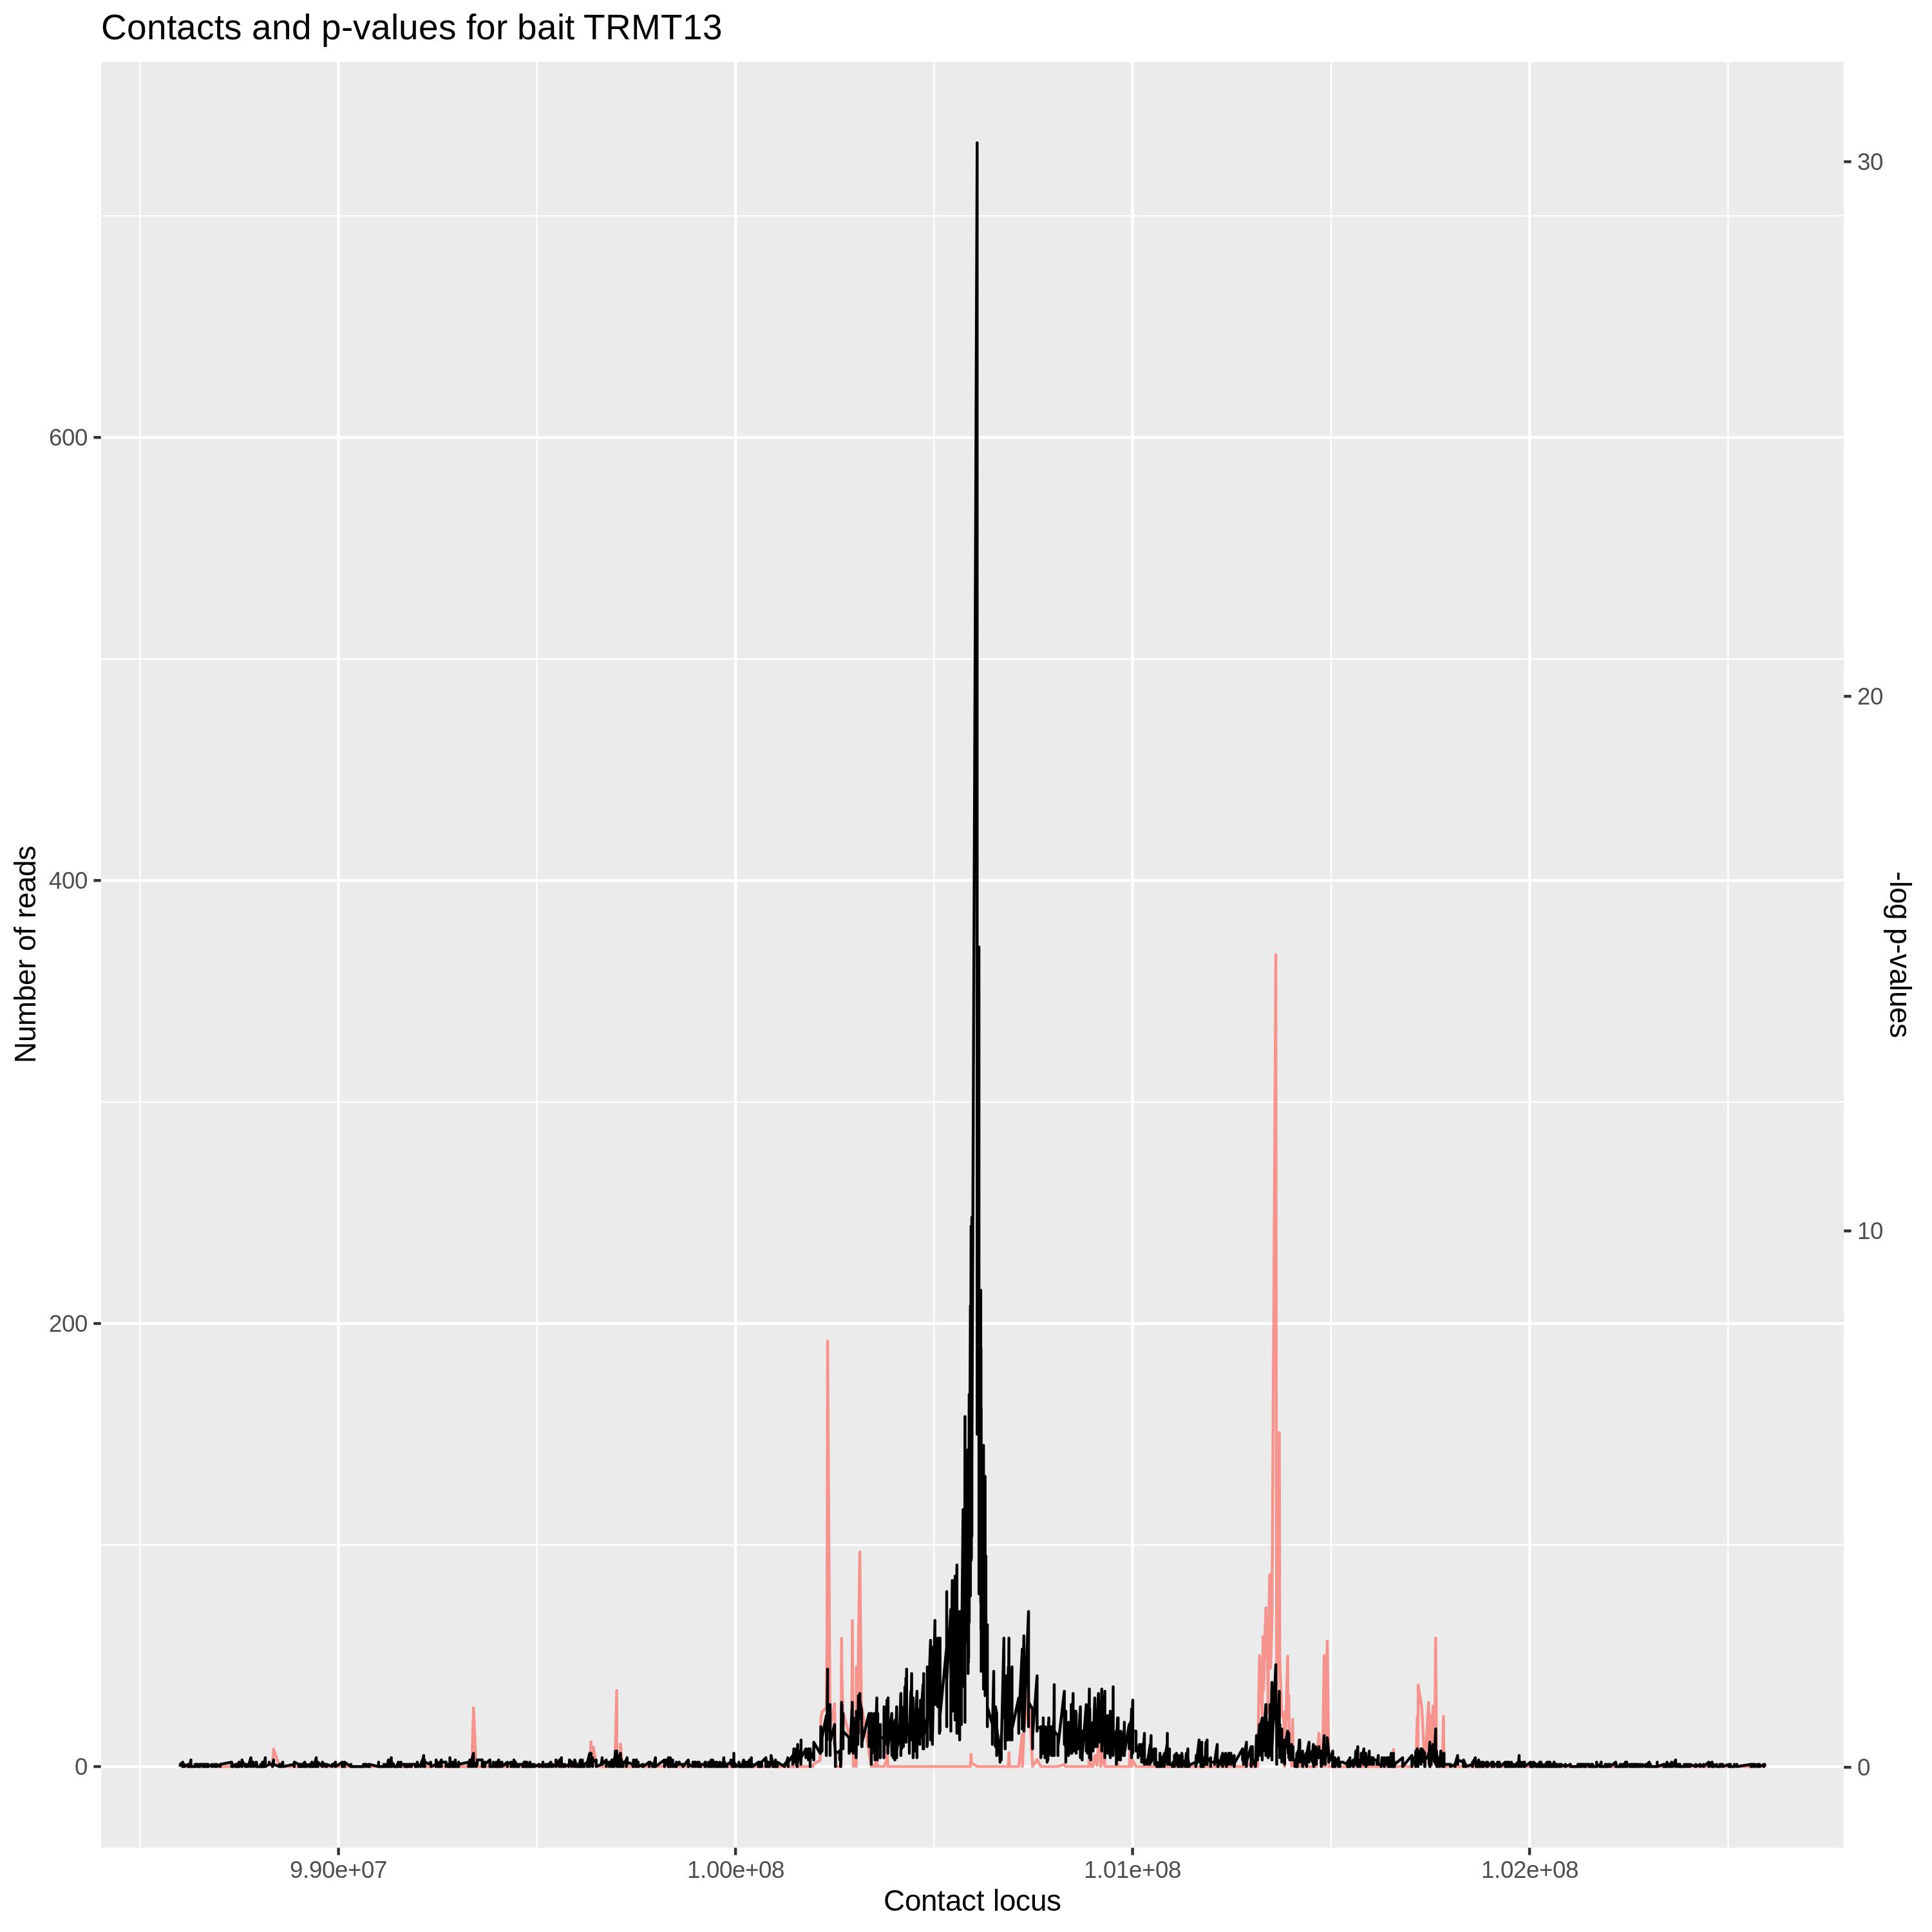 Contacts and p-values for bait TRMT13
Number of reads
600
400
200
0
30
20
10
0
-log p-values
9.90e+07
1.00e+08
1.01e+08
1.02e+08
Contact locus